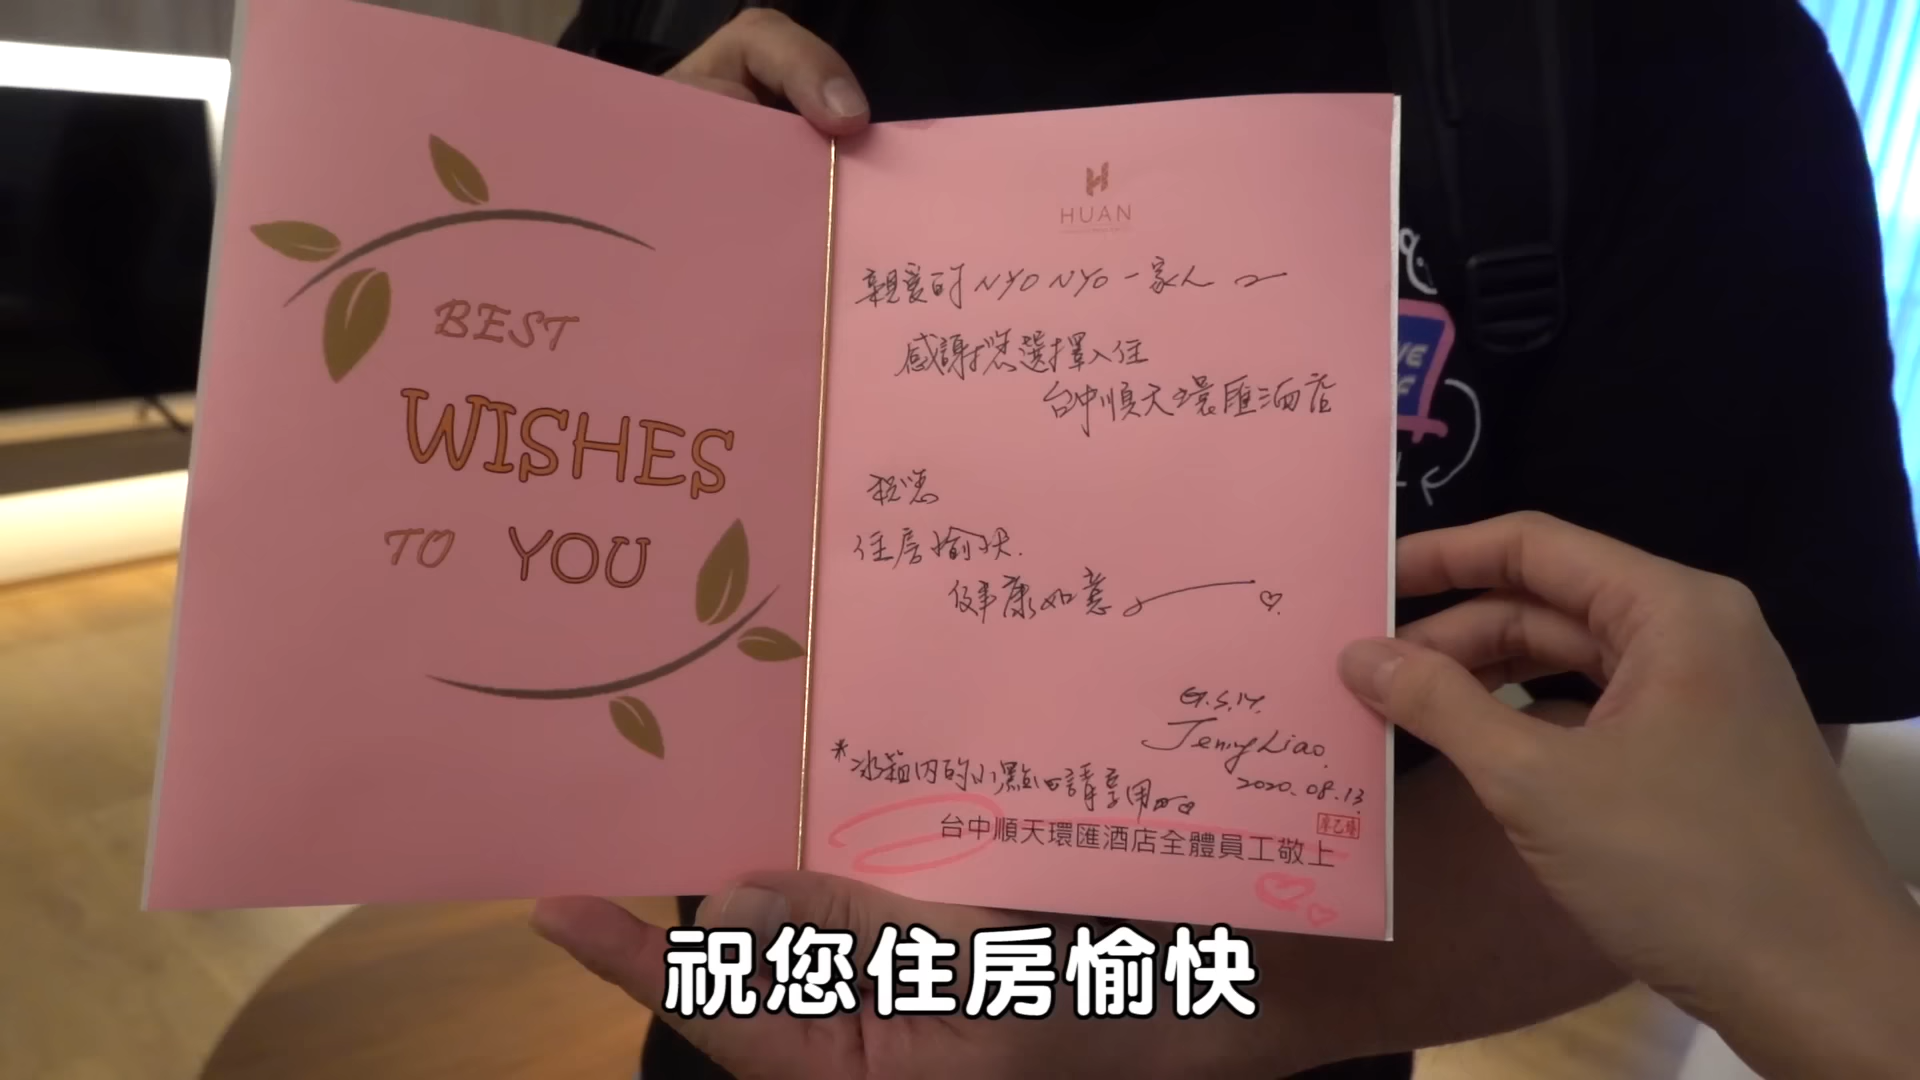 BEST
WISHES
TO YOU
HUAN
親愛的 NYO NYO 一家人
感謝您選擇入住
台中順天環匯酒店
祝您
住房愉快.
健康如意 ♡.
G.S.M.
Jenny Liao
2020.08.13
*冰箱內的小點心請享用
台中順天環匯酒店全體員工敬上
祝您住房愉快